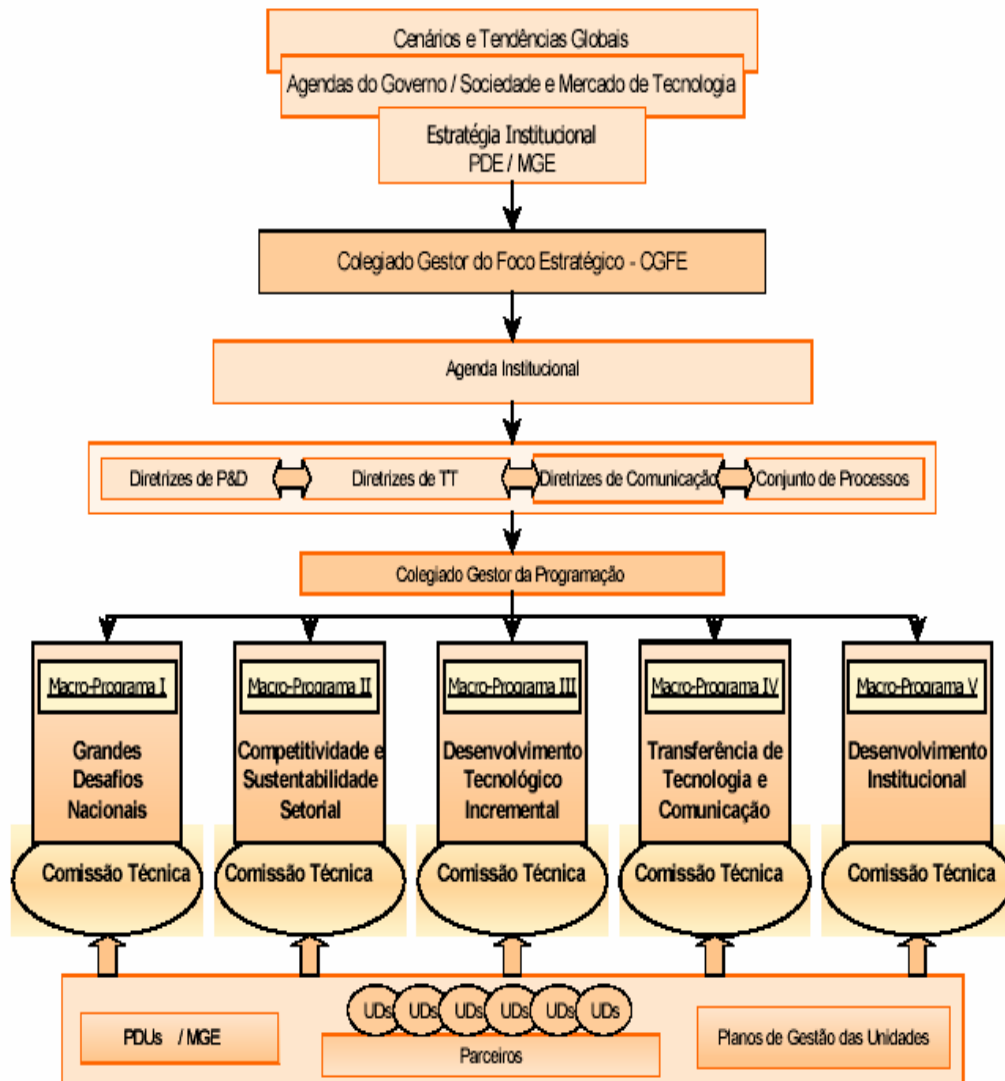 Cenários e Tendências Globais
Agendas do Governo / Sociedade e Mercado de Tecnologia
Estratégia Institucional
PDE / MGE
Colegiado Gestor do Foco Estratégico - CGFE
Agenda Institucional
Diretrizes de P&D
Diretrizes de TT
Diretrizes de Comunicação
Conjunto de Processos
Colegiado Gestor da Programação
Macro-Programa I
Grandes
Desafios
Nacionais
Comissão Técnica
Macro-Programa II
Competitividade e
Sustentabilidade
Setorial
Comissão Técnica
Macro-Programa III
Desenvolvimento
Tecnológico
Incremental
Comissão Técnica
Macro-Programa IV
Transferência de
Tecnologia e
Comunicação
Comissão Técnica
Macro-Programa V
Desenvolvimento
Institucional
Comissão Técnica
PDUs / MGE
UDs UDs UDs UDs UDs UDs
Parceiros
Planos de Gestão das Unidades